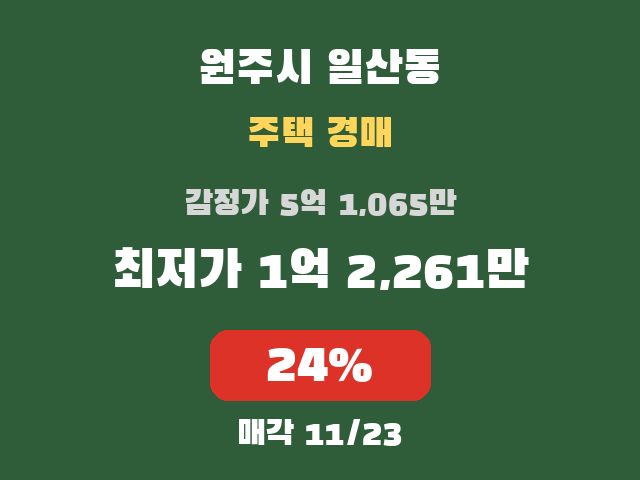 원주시 일산동
주택 경매
감정가 5억 1,065만
최저가 1억 2,261만
24%
매각 11/23